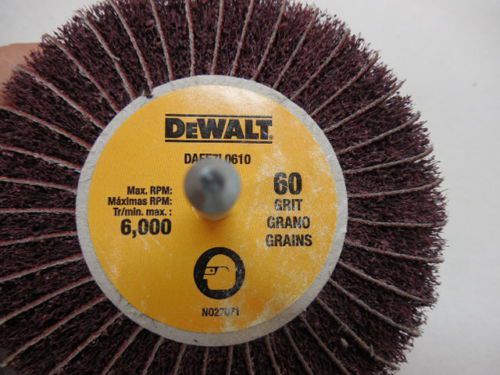 DEWALT
60
GRIT
GRANO
GRAINS
Max. RPM:
Máximas RPM:
Tr/min. max. :
6,000